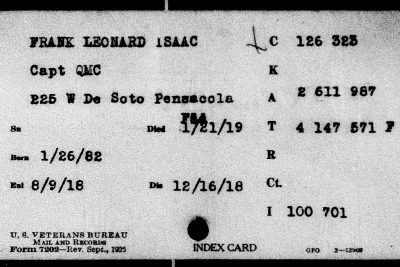 FRANK LEONARD ISAAC C 126 323
Capt QMC K
225 W De Soto Pensacola A 2 611 987
Fla
Sn Died 1/21/19 T 4 147 571 F
Born 1/26/82 R
Enl 8/9/18 Dis 12/16/18 Ct.
I 100 701
U. S. VETERANS BUREAU
MAIL AND RECORDS
Form 7202—Rev. Sept., 1925 INDEX CARD GPO